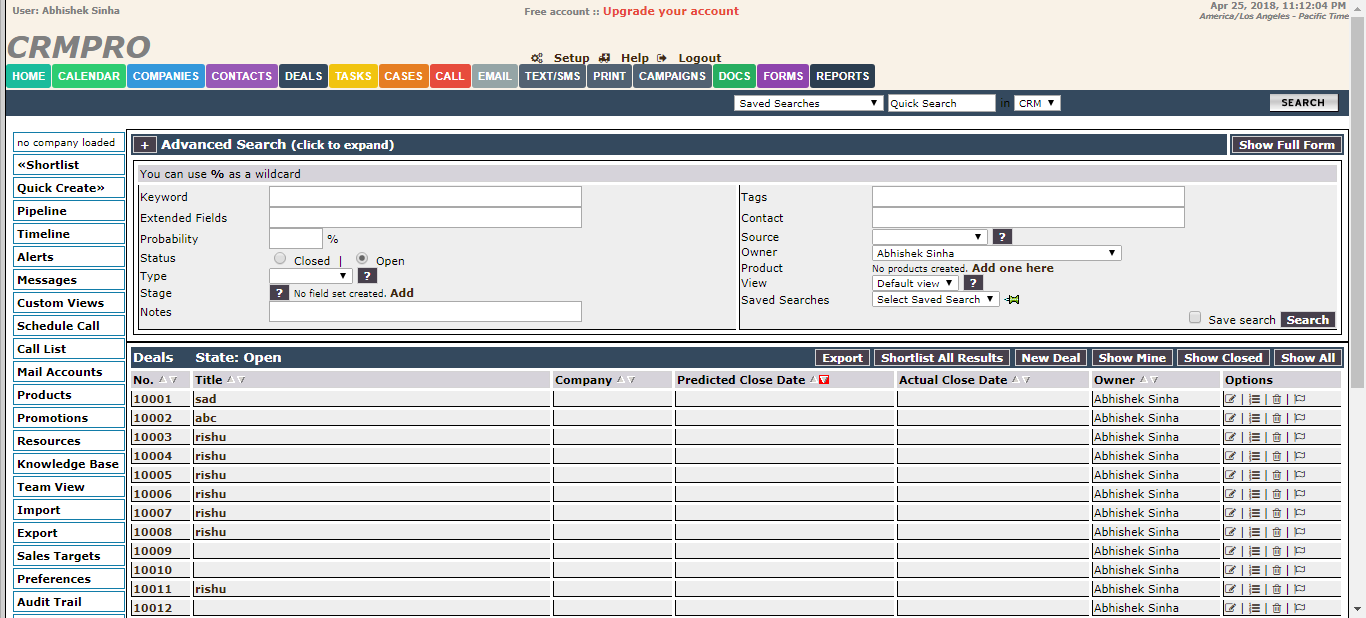 User: Abhishek Sinha
Free account :: Upgrade your account
Apr 25, 2018, 11:12:04 PM
America/Los Angeles - Pacific Time
CRMPRO
Setup Help Logout
HOME CALENDAR COMPANIES CONTACTS DEALS TASKS CASES CALL EMAIL TEXT/SMS PRINT CAMPAIGNS DOCS FORMS REPORTS
Saved Searches Quick Search in CRM SEARCH
no company loaded
«Shortlist
Quick Create»
Pipeline
Timeline
Alerts
Messages
Custom Views
Schedule Call
Call List
Mail Accounts
Products
Promotions
Resources
Knowledge Base
Team View
Import
Export
Sales Targets
Preferences
Audit Trail
+ Advanced Search (click to expand) Show Full Form
You can use % as a wildcard
Keyword
Extended Fields
Probability %
Status Closed | Open
Type ?
Stage ? No field set created. Add
Notes
Tags
Contact
Source ?
Owner Abhishek Sinha
Product No products created. Add one here
View Default view ?
Saved Searches Select Saved Search
Save search Search
Deals State: Open Export Shortlist All Results New Deal Show Mine Show Closed Show All
No. Title Company Predicted Close Date Actual Close Date Owner Options
10001 sad Abhishek Sinha | | |
10002 abc Abhishek Sinha | | |
10003 rishu Abhishek Sinha | | |
10004 rishu Abhishek Sinha | | |
10005 rishu Abhishek Sinha | | |
10006 rishu Abhishek Sinha | | |
10007 rishu Abhishek Sinha | | |
10008 rishu Abhishek Sinha | | |
10009 Abhishek Sinha | | |
10010 Abhishek Sinha | | |
10011 rishu Abhishek Sinha | | |
10012 Abhishek Sinha | | |